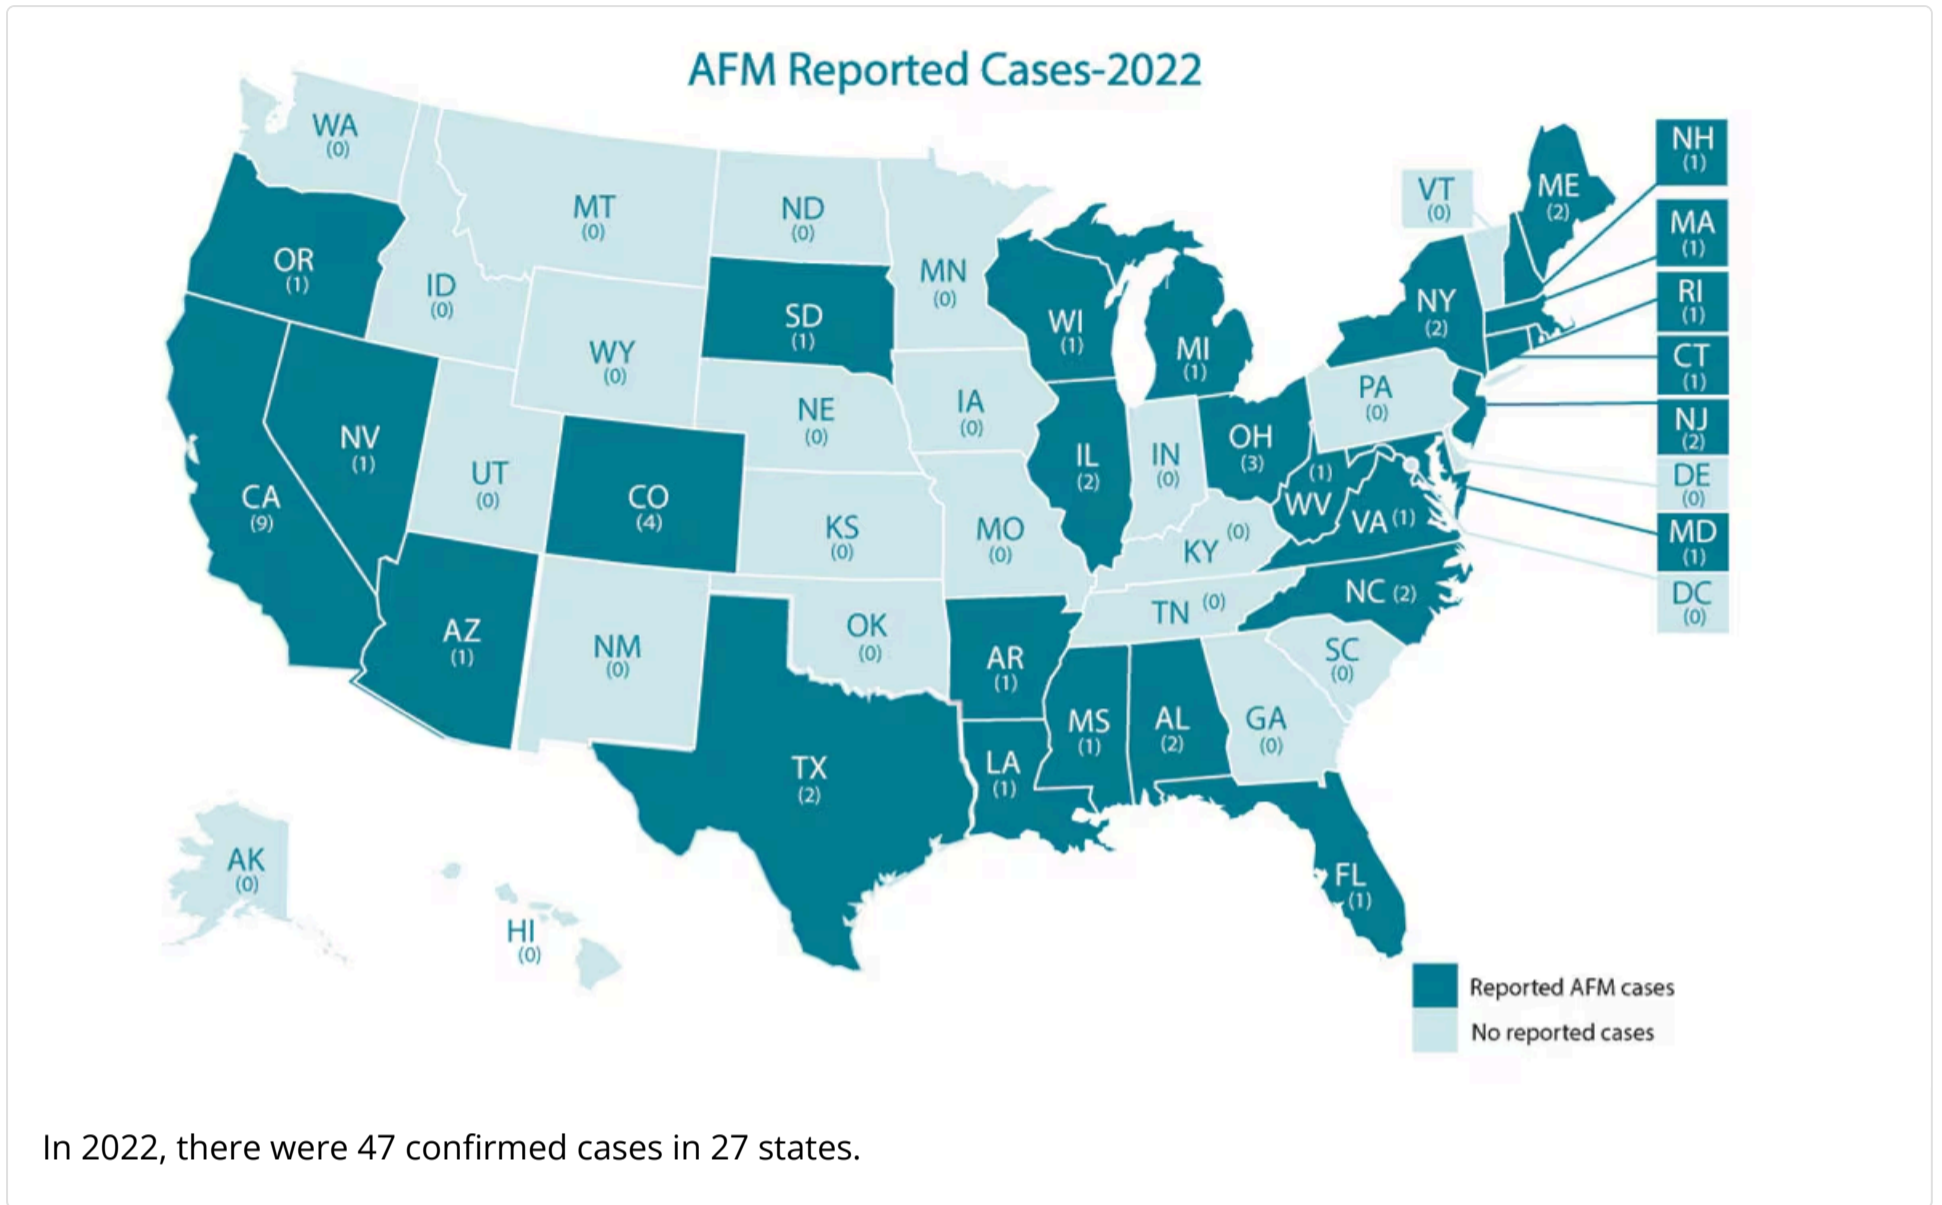 AFM Reported Cases-2022
WA
(0)
OR
(1)
CA
(9)
NV
(1)
ID
(0)
MT
(0)
WY
(0)
UT
(0)
AZ
(1)
CO
(4)
NM
(0)
ND
(0)
SD
(1)
NE
(0)
KS
(0)
OK
(0)
TX
(2)
MN
(0)
IA
(0)
MO
(0)
AR
(1)
LA
(1)
WI
(1)
IL
(2)
MI
(1)
IN
(0)
OH
(3)
KY (0)
TN (0)
MS
(1)
AL
(2)
GA
(0)
FL
(1)
SC
(0)
NC (2)
VA (1)
(1)
WV
PA
(0)
NY
(2)
VT
(0)
ME
(2)
NH
(1)
MA
(1)
RI
(1)
CT
(1)
NJ
(2)
DE
(0)
MD
(1)
DC
(0)
AK
(0)
HI
(0)
Reported AFM cases
No reported cases
In 2022, there were 47 confirmed cases in 27 states.